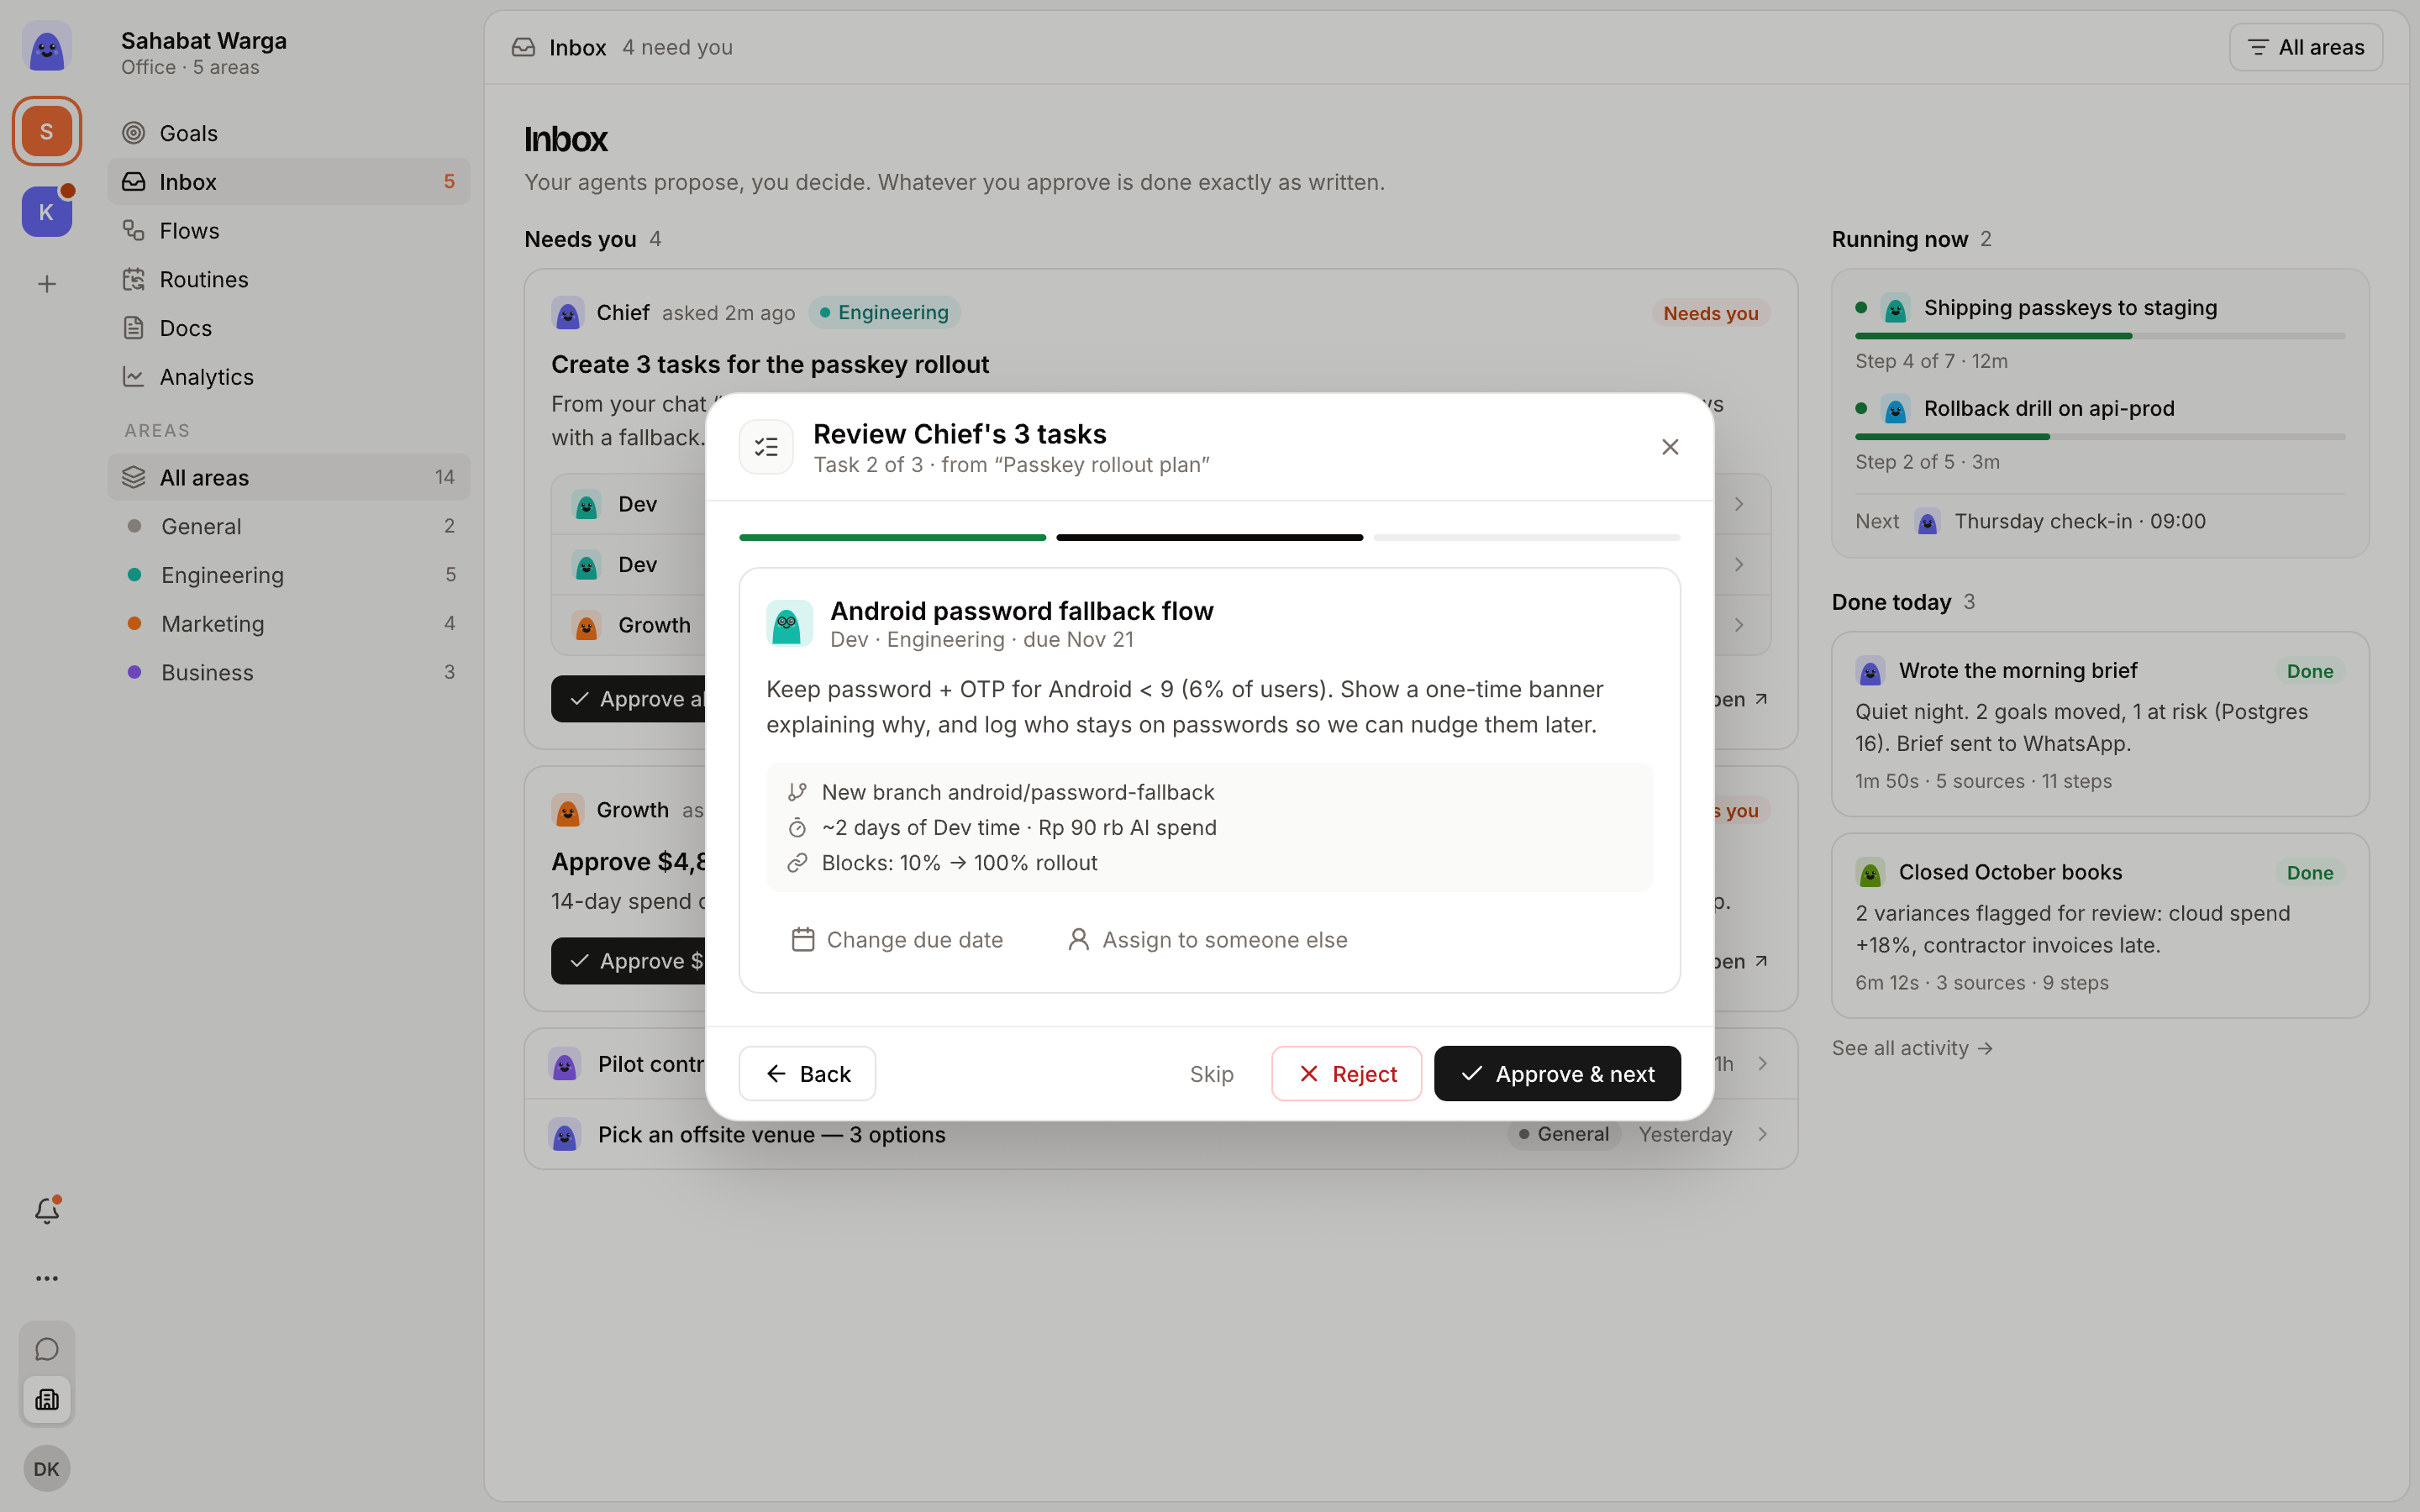 Sahabat Warga
Office · 5 areas
S
K
Goals
Inbox 5
Flows
Routines
Docs
Analytics
AREAS
All areas 14
General 2
Engineering 5
Marketing 4
Business 3
DK
Inbox 4 need you
All areas
Inbox
Your agents propose, you decide. Whatever you approve is done exactly as written.
Needs you 4
Chief asked 2m ago Engineering Needs you
Create 3 tasks for the passkey rollout
From your chat
with a fallback.
Dev
Dev
Growth
Approve
Growth
Approve
14-day spend
Approve
Pilot
1h
Pick an offsite venue — 3 options General Yesterday
Review Chief's 3 tasks
Task 2 of 3 · from “Passkey rollout plan”
Android password fallback flow
Dev · Engineering · due Nov 21
Keep password + OTP for Android < 9 (6% of users). Show a one-time banner
explaining why, and log who stays on passwords so we can nudge them later.
New branch android/password-fallback
~2 days of Dev time · Rp 90 rb AI spend
Blocks: 10% → 100% rollout
Change due date Assign to someone else
Back Skip Reject Approve & next
Running now 2
Shipping passkeys to staging
Step 4 of 7 · 12m
Rollback drill on api-prod
Step 2 of 5 · 3m
Next Thursday check-in · 09:00
Done today 3
Wrote the morning brief Done
Quiet night. 2 goals moved, 1 at risk (Postgres
16). Brief sent to WhatsApp.
1m 50s · 5 sources · 11 steps
Closed October books Done
2 variances flagged for review: cloud spend
+18%, contractor invoices late.
6m 12s · 3 sources · 9 steps
See all activity →